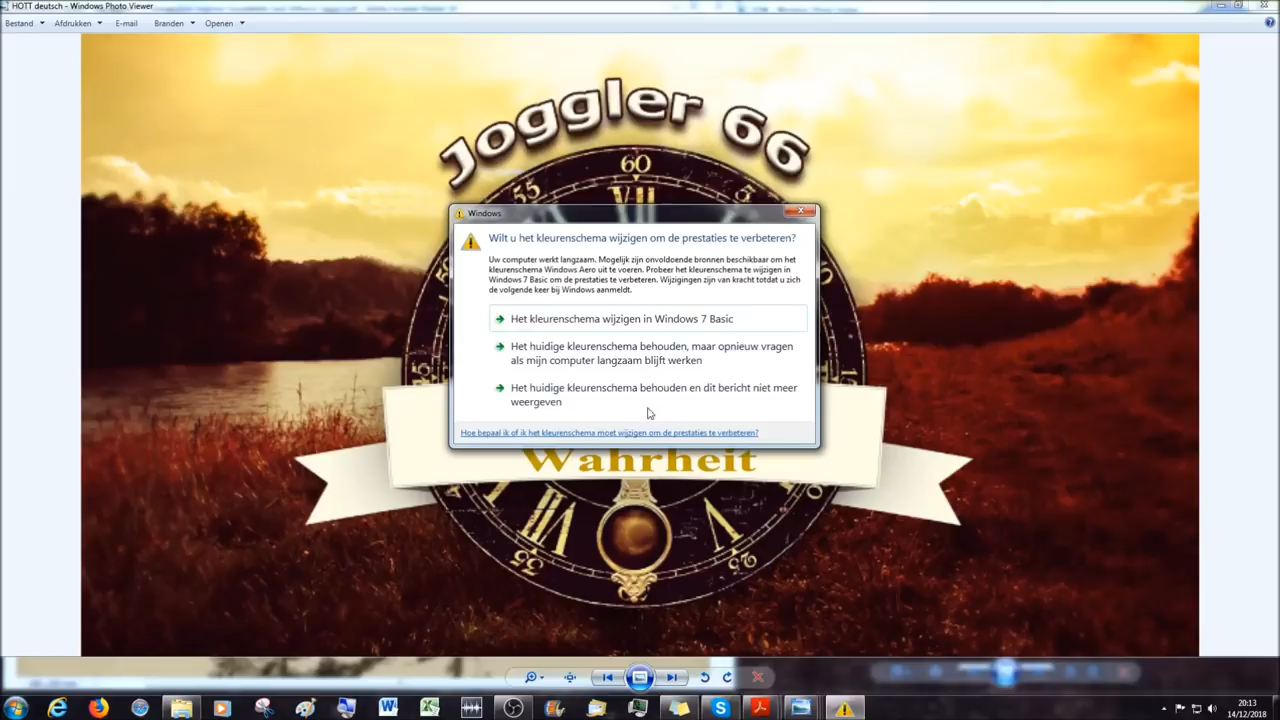 HOTT deutsch - Windows Photo Viewer
Bestand Afdrukken E-mail Branden Openen
Joggler 66
60
55 5
VII
Windows
Wilt u het kleurenschema wijzigen om de prestaties te verbeteren?
Uw computer werkt langzaam. Mogelijk zijn onvoldoende bronnen beschikbaar om het
kleurenschema Windows Aero uit te voeren. Probeer het kleurenschema te wijzigen in
Windows 7 Basic om de prestaties te verbeteren. Wijzigingen zijn van kracht totdat u zich
de volgende keer bij Windows aanmeldt.
Het kleurenschema wijzigen in Windows 7 Basic
Het huidige kleurenschema behouden, maar opnieuw vragen
als mijn computer langzaam blijft werken
Het huidige kleurenschema behouden en dit bericht niet meer
weergeven
Hoe bepaal ik of ik het kleurenschema moet wijzigen om de prestaties te verbeteren?
Wahrheit
35 25
20:13
14/12/2018